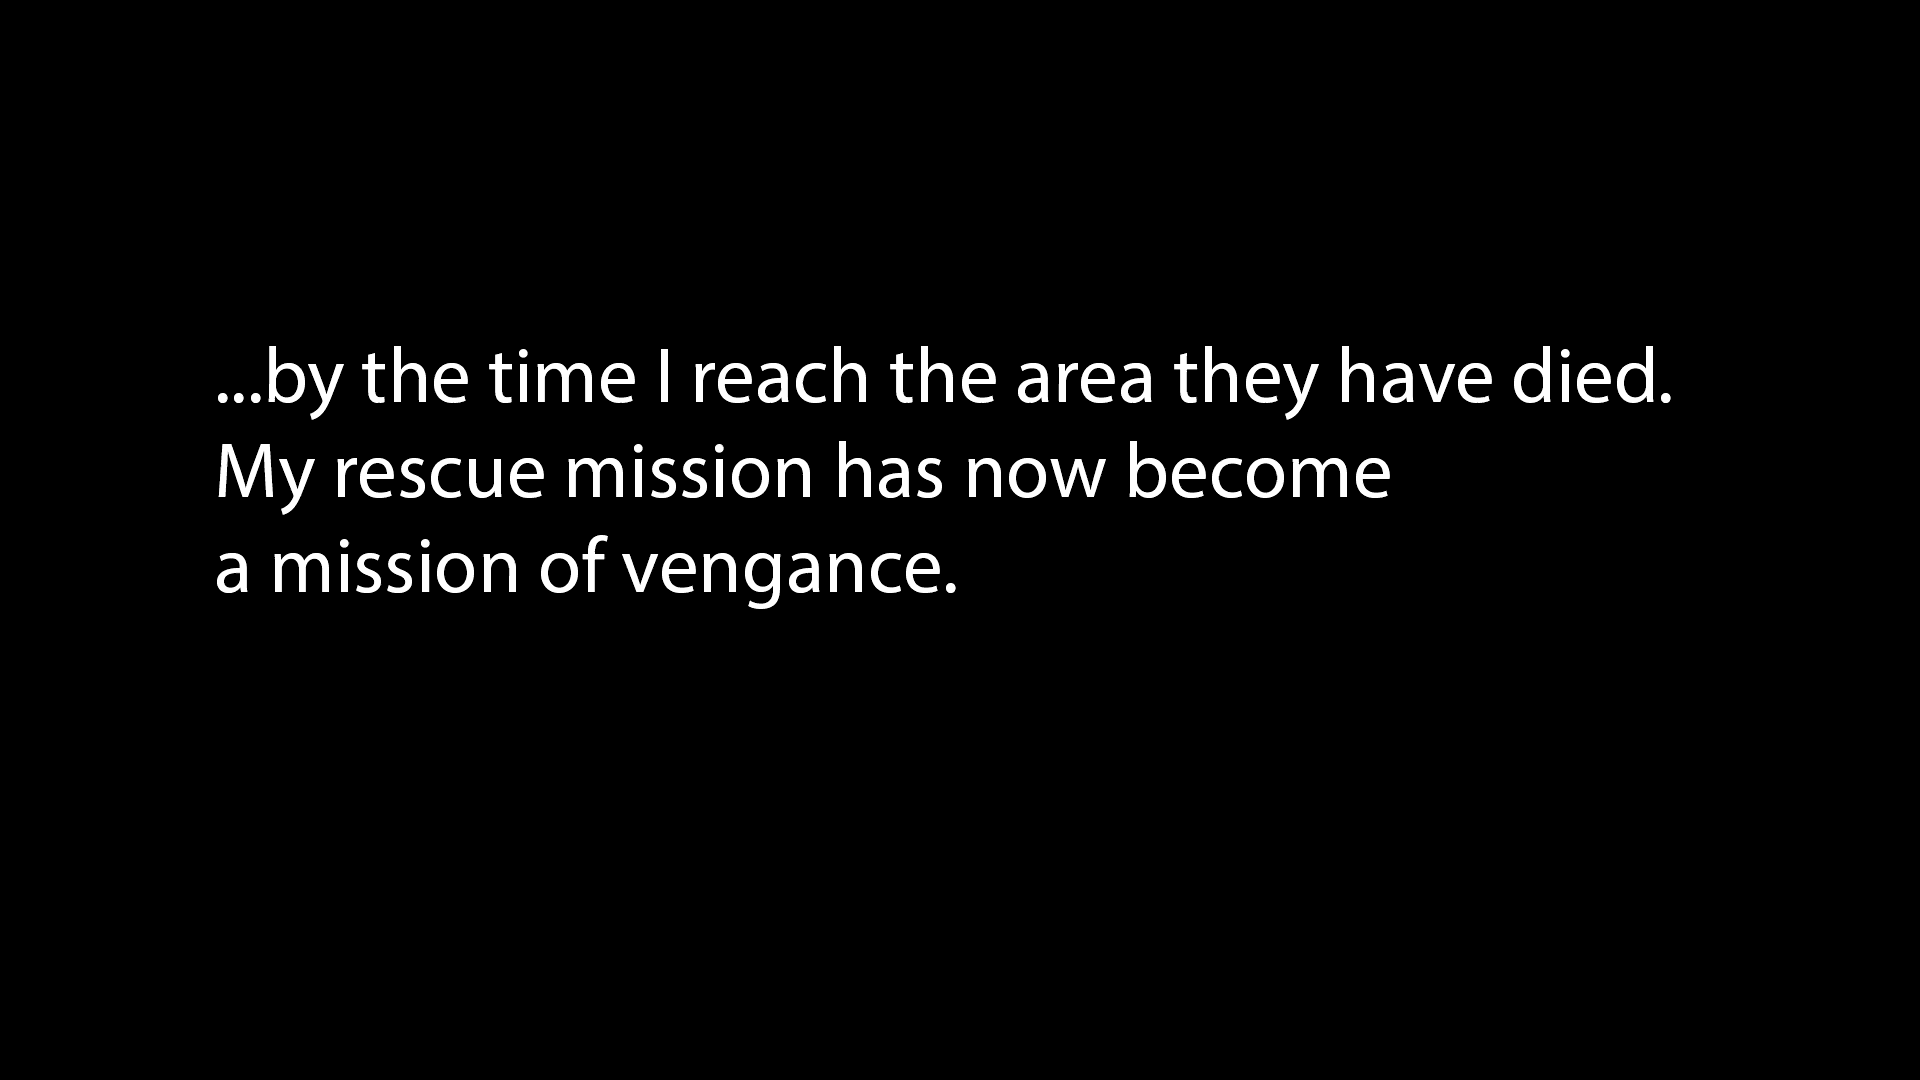 ...by the time I reach the area they have died.
My rescue mission has now become
a mission of vengance.